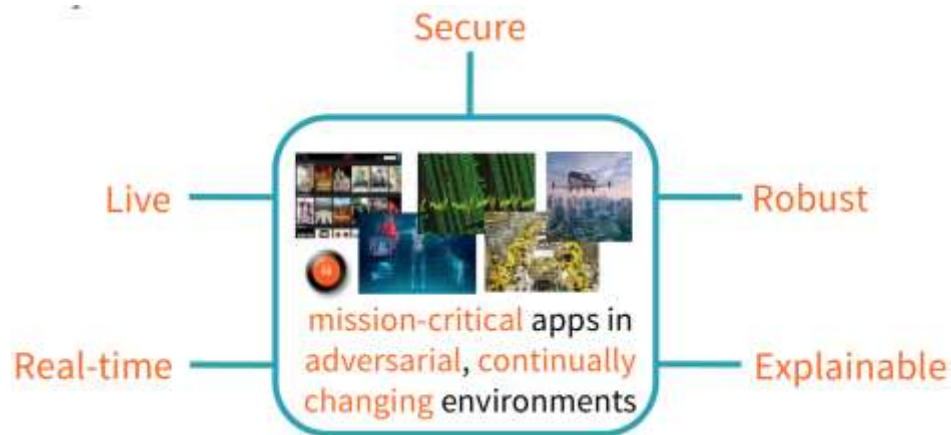 Secure
Live
Robust
mission-critical apps in
Real-time
adversarial, continually
Explainable
changing environments